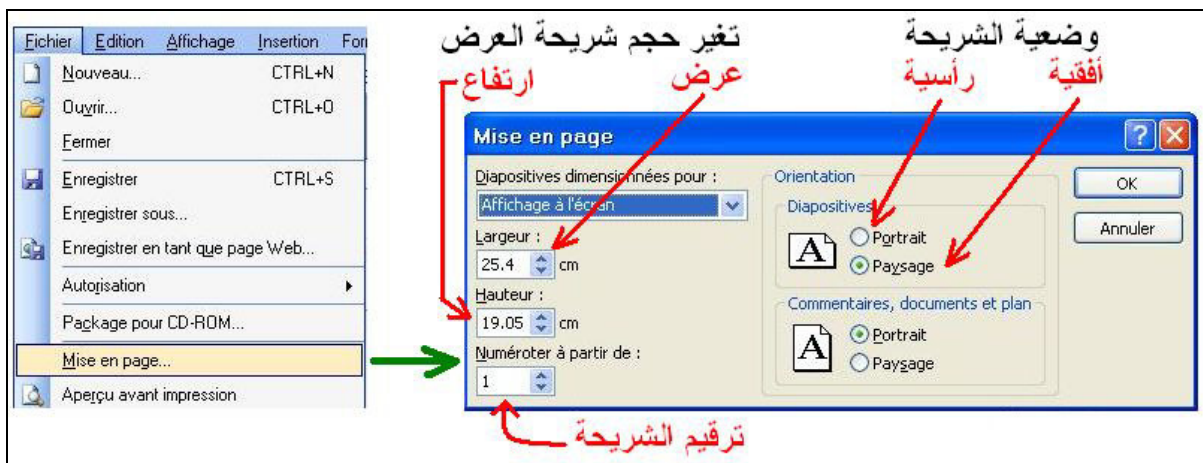 Fichier Edition Affichage Insertion For
Nouveau... CTRL+N
Ouvrir... CTRL+O
Fermer
Enregistrer CTRL+S
Enregistrer sous...
Enregistrer en tant que page Web...
Autorisation
Package pour CD-ROM...
Mise en page...
Aperçu avant impression
تغير حجم شريحة العرض
عرض
ارتفاع
وضعية الشريحة
أفقية
رأسية
Mise en page
Diapositives dimensionnées pour :
Affichage à l'écran
Largeur :
25.4 cm
Hauteur :
19.05 cm
Numéroter à partir de :
1
Orientation
Diapositives
A
Portrait
Paysage
Commentaires, documents et plan
A
Portrait
Paysage
OK
Annuler
ترقيم الشريحة